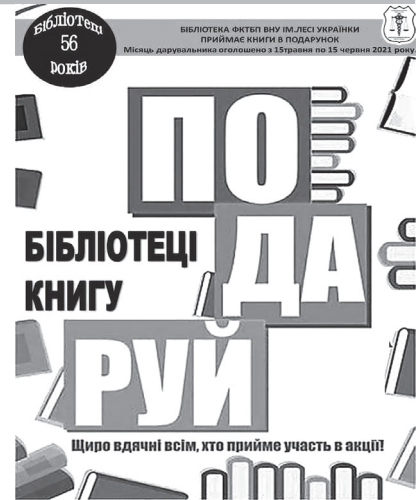 Бібліотеці
56
років
БІБЛІОТЕКА ФКТБП ВНУ ІМ.ЛЕСІ УКРАЇНКИ
ПРИЙМАЄ КНИГИ В ПОДАРУНОК
Місяць дарувальника оголошено з 15травня по 15 червня 2021 року.
ПО
ДА
РУЙ
БІБЛІОТЕЦІ
КНИГУ
Щиро вдячні всім, хто прийме участь в акції!